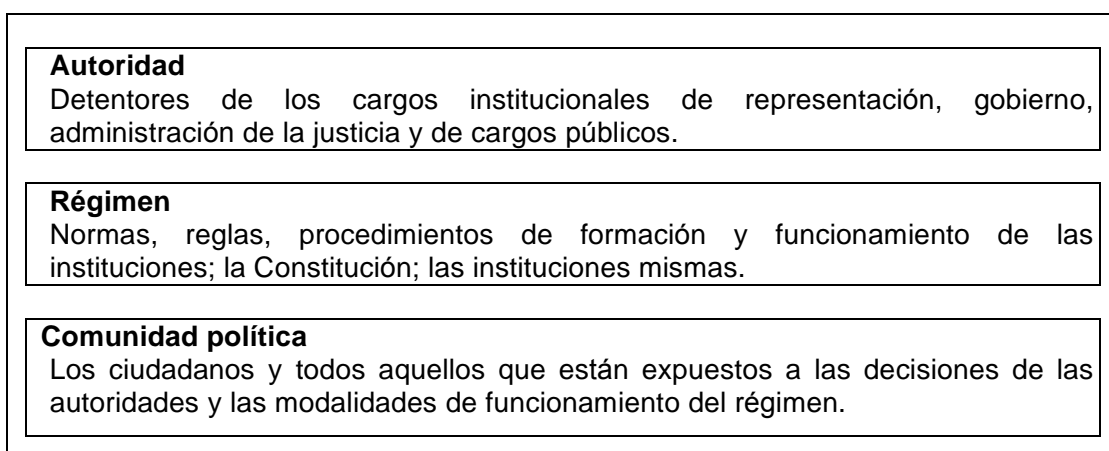 Autoridad
Detentores de los cargos institucionales de representación, gobierno,
administración de la justicia y de cargos públicos.
Régimen
Normas, reglas, procedimientos de formación y funcionamiento de las
instituciones; la Constitución; las instituciones mismas.
Comunidad política
Los ciudadanos y todos aquellos que están expuestos a las decisiones de las
autoridades y las modalidades de funcionamiento del régimen.